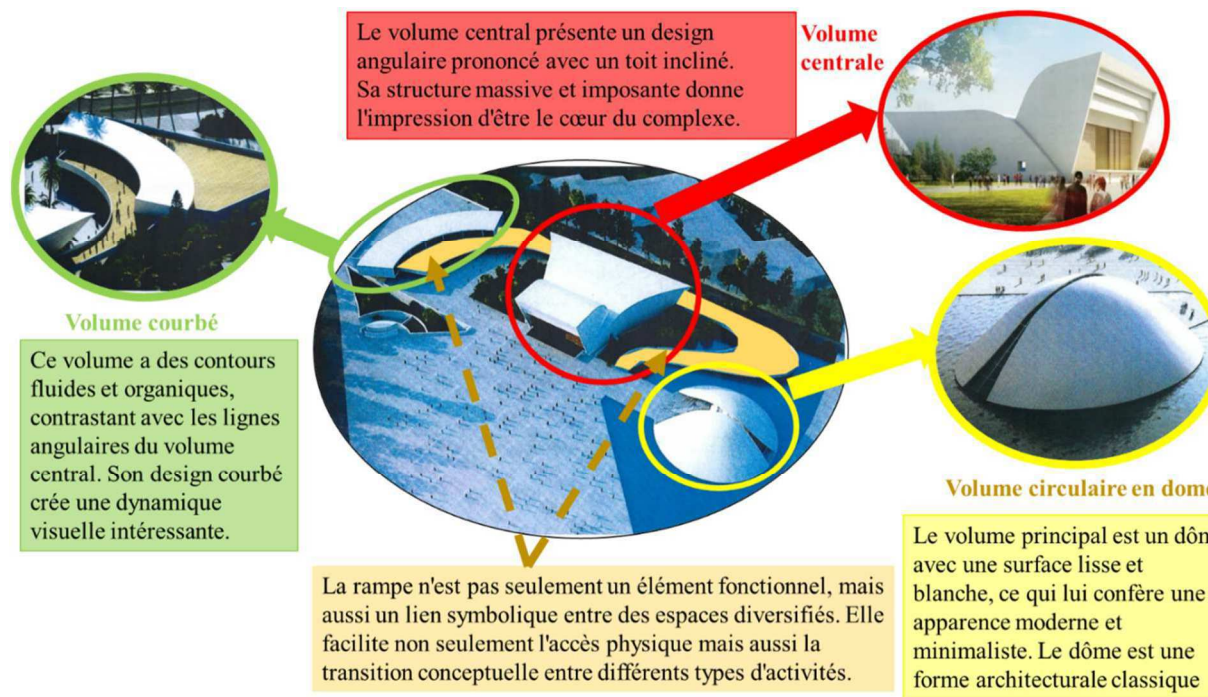 Le volume central présente un design
angulaire prononcé avec un toit incliné.
Sa structure massive et imposante donne
l'impression d'être le cœur du complexe.
Volume
centrale
Volume courbé
Ce volume a des contours
fluides et organiques,
contrastant avec les lignes
angulaires du volume
central. Son design courbé
crée une dynamique
visuelle intéressante.
La rampe n'est pas seulement un élément fonctionnel, mais
aussi un lien symbolique entre des espaces diversifiés. Elle
facilite non seulement l'accès physique mais aussi la
transition conceptuelle entre différents types d'activités.
Volume circulaire en dome
Le volume principal est un dôm
avec une surface lisse et
blanche, ce qui lui confère une
apparence moderne et
minimaliste. Le dôme est une
forme architecturale classique